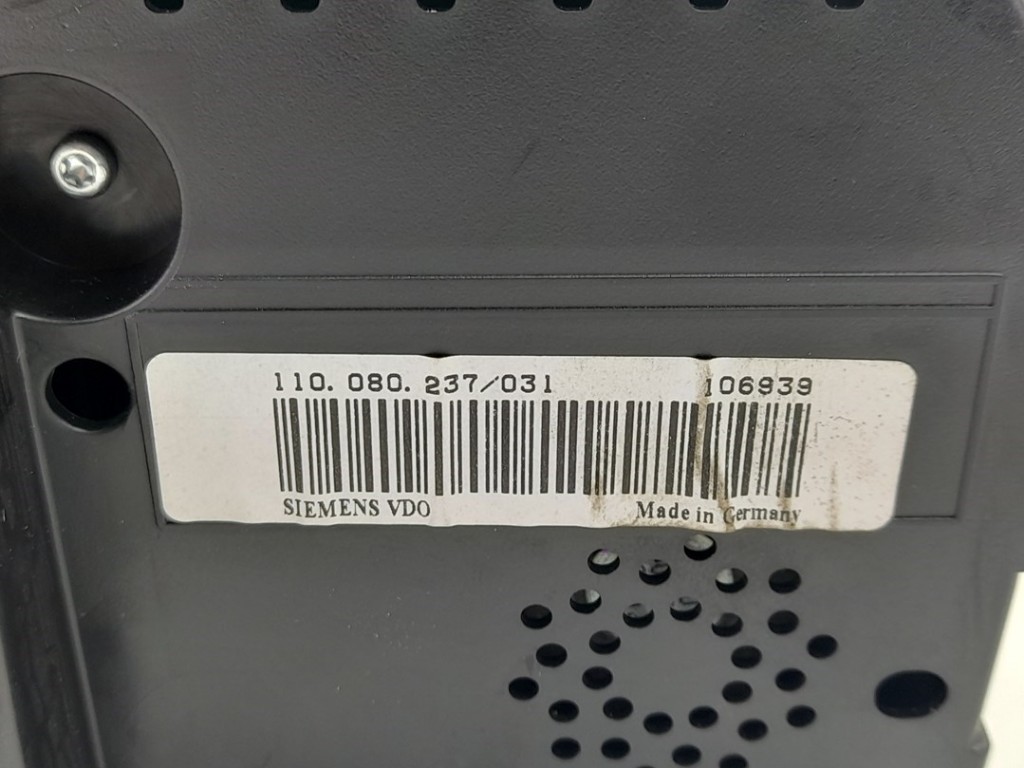 110.080.237/031 106939
SIEMENS VDO Made in Germany